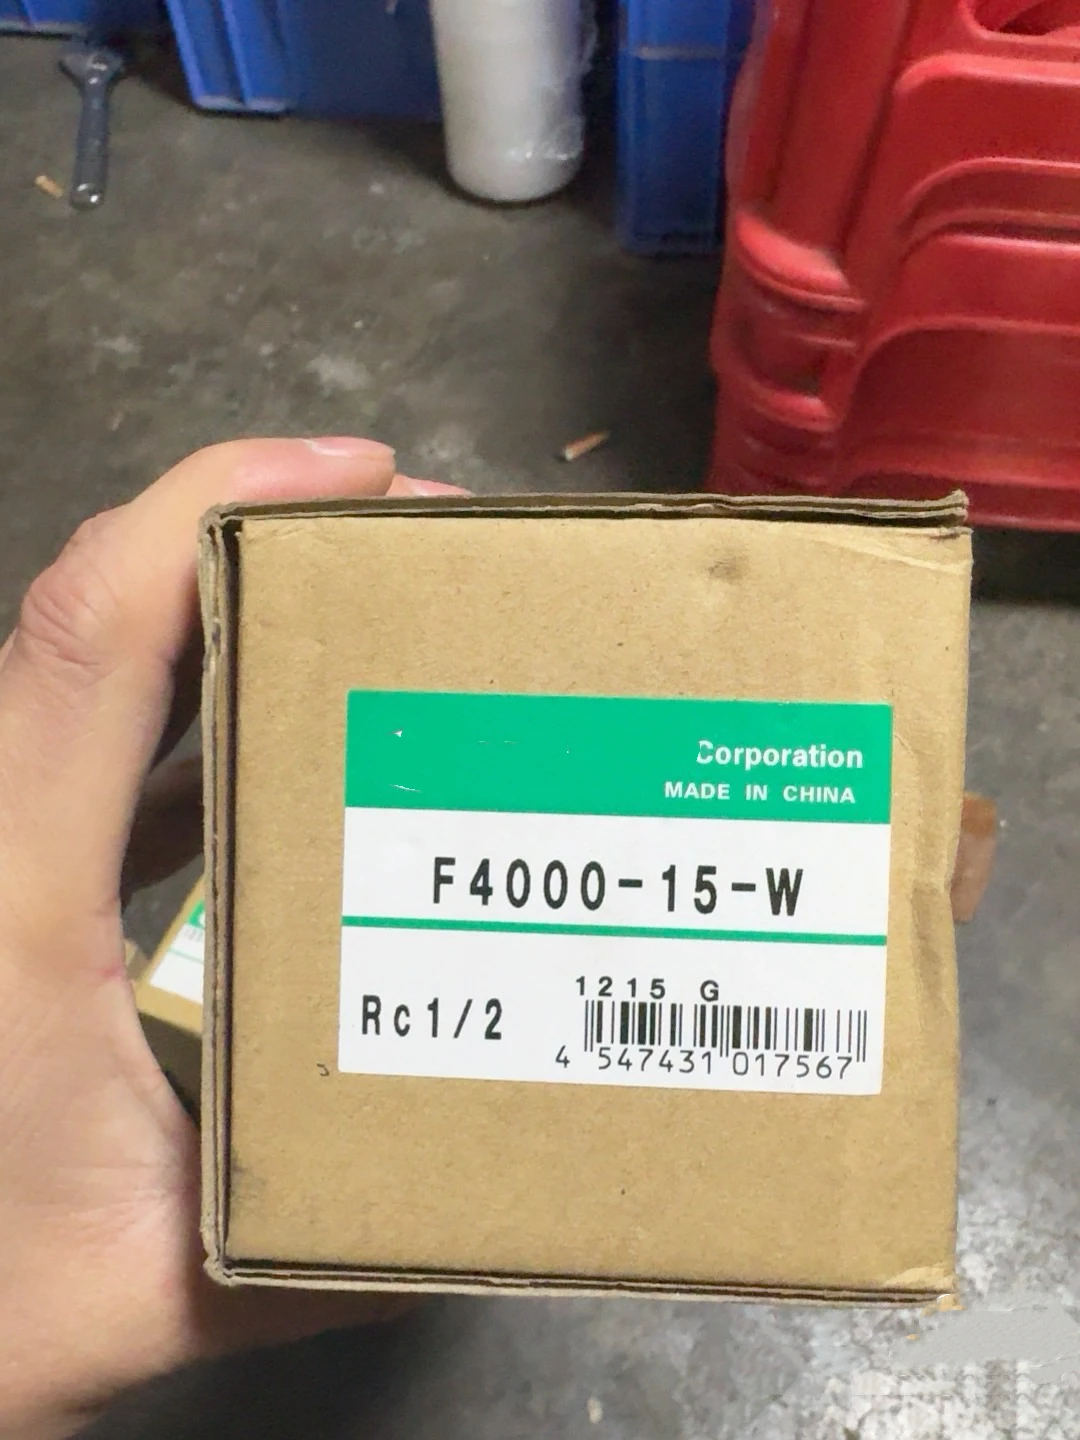 Corporation
MADE IN CHINA
F4000-15-W
Rc1/2
1215 G
4 547431 017567